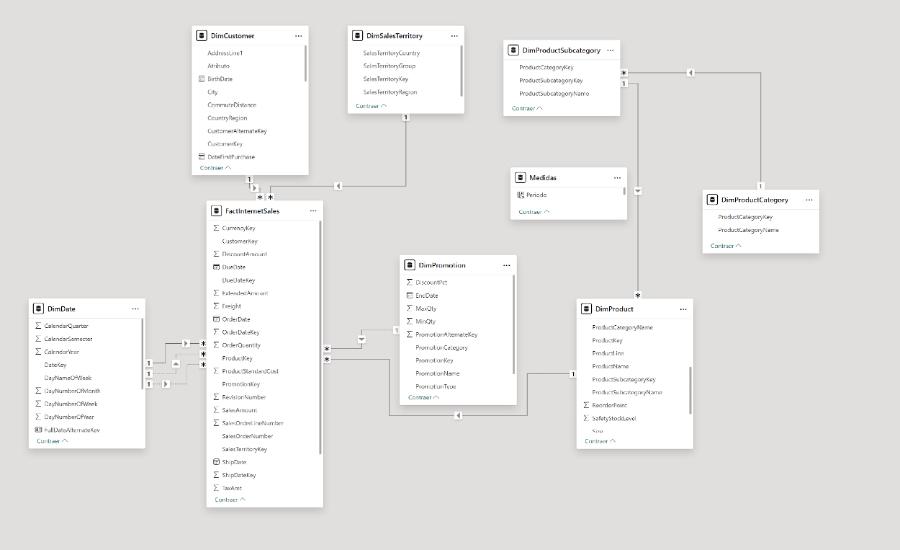 DimCustomer
AddressLine1
Atributo
BirthDate
City
CommuteDistance
CountryRegion
CustomerAlternateKey
CustomerKey
DateFirstPurchase
Contraer
DimSalesTerritory
SalesTerritoryCountry
SalesTerritoryGroup
SalesTerritoryKey
SalesTerritoryRegion
Contraer
DimProductSubcategory
ProductCategoryKey
ProductSubcategoryKey
ProductSubcategoryName
Contraer
Medidas
Periodo
Contraer
DimProductCategory
ProductCategoryKey
ProductCategoryName
Contraer
FactInternetSales
CurrencyKey
CustomerKey
DiscountAmount
DueDate
DueDateKey
ExtendedAmount
Freight
OrderDate
OrderDateKey
OrderQuantity
ProductKey
ProductStandardCost
PromotionKey
RevisionNumber
SalesAmount
SalesOrderLineNumber
SalesOrderNumber
SalesTerritoryKey
ShipDate
ShipDateKey
TaxAmt
Contraer
DimPromotion
DiscountPct
EndDate
MaxQty
MinQty
PromotionAlternateKey
PromotionCategory
PromotionKey
PromotionName
PromotionType
Contraer
DimDate
CalendarQuarter
CalendarSemester
CalendarYear
DateKey
DayNameOfWeek
DayNumberOfMonth
DayNumberOfWeek
DayNumberOfYear
FullDateAlternateKey
Contraer
DimProduct
ProductCategoryName
ProductKey
ProductLine
ProductName
ProductSubcategoryKey
ProductSubcategoryName
ReorderPoint
SafetyStockLevel
Contraer